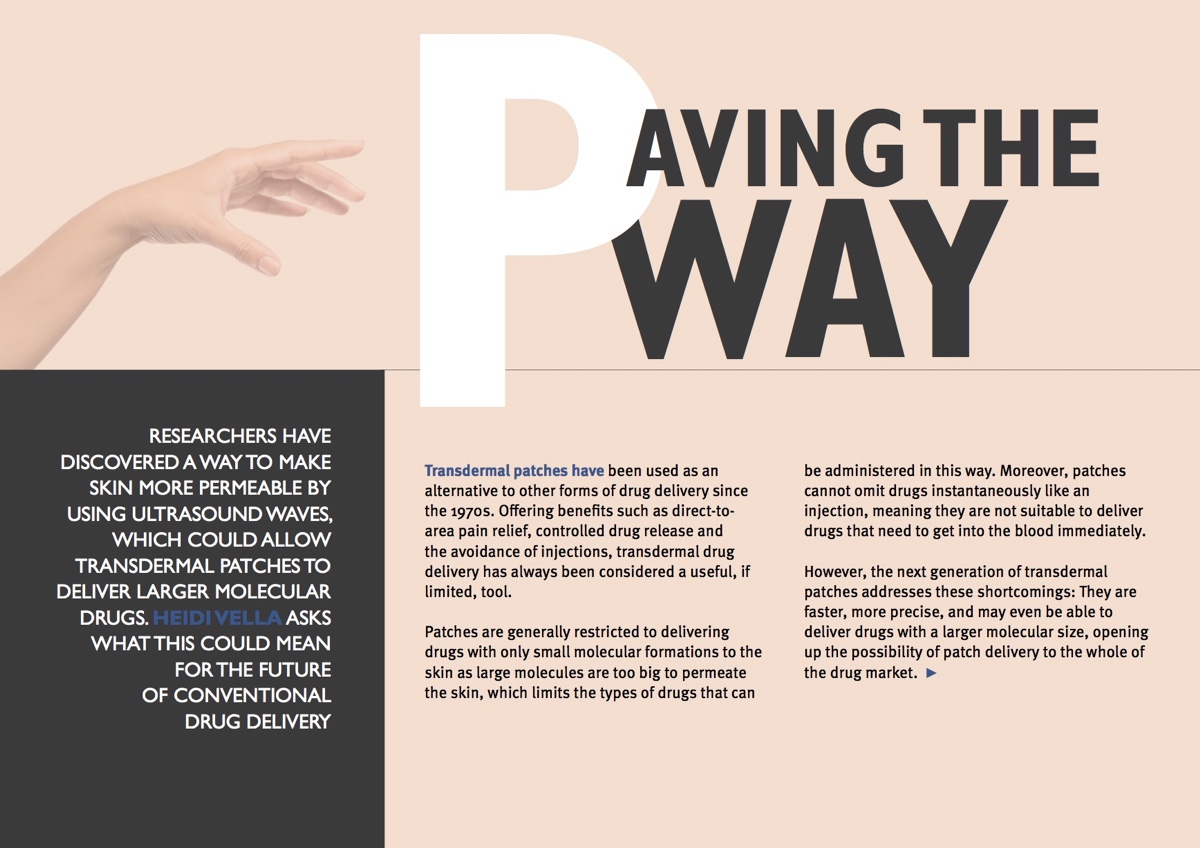 PAVING THE
WAY
RESEARCHERS HAVE
DISCOVERED A WAY TO MAKE
SKIN MORE PERMEABLE BY
USING ULTRASOUND WAVES,
WHICH COULD ALLOW
TRANSDERMAL PATCHES TO
DELIVER LARGER MOLECULAR
DRUGS. HEIDI VELLA ASKS
WHAT THIS COULD MEAN
FOR THE FUTURE
OF CONVENTIONAL
DRUG DELIVERY
Transdermal patches have been used as an
alternative to other forms of drug delivery since
the 1970s. Offering benefits such as direct-to-
area pain relief, controlled drug release and
the avoidance of injections, transdermal drug
delivery has always been considered a useful, if
limited, tool.
Patches are generally restricted to delivering
drugs with only small molecular formations to the
skin as large molecules are too big to permeate
the skin, which limits the types of drugs that can
be administered in this way. Moreover, patches
cannot omit drugs instantaneously like an
injection, meaning they are not suitable to deliver
drugs that need to get into the blood immediately.
However, the next generation of transdermal
patches addresses these shortcomings: They are
faster, more precise, and may even be able to
deliver drugs with a larger molecular size, opening
up the possibility of patch delivery to the whole of
the drug market. ►